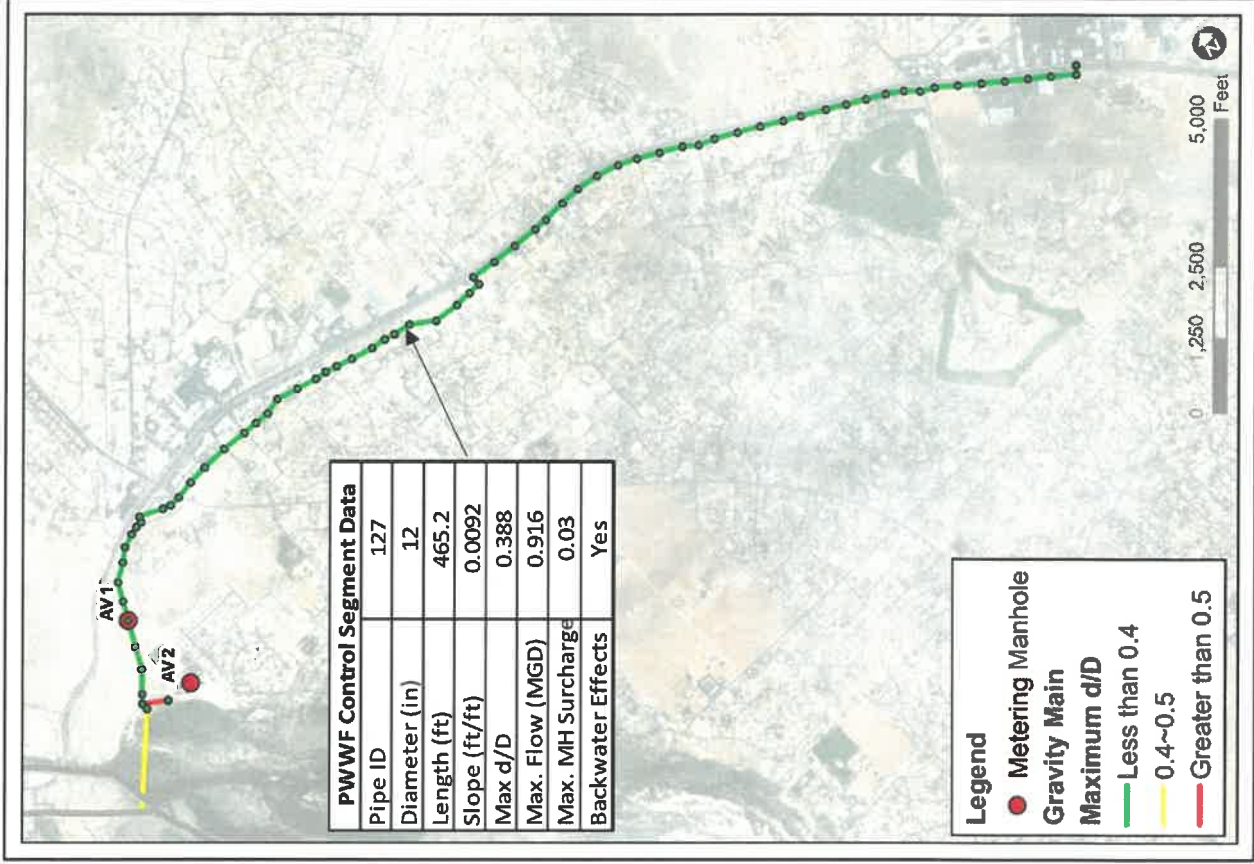 AV1
AV2
PWWF Control Segment Data
Pipe ID 127
Diameter (in) 12
Length (ft) 465.2
Slope (ft/ft) 0.0092
Max d/D 0.388
Max. Flow (MGD) 0.916
Max. MH Surcharge 0.03
Backwater Effects Yes
Legend
Metering Manhole
Gravity Main
Maximum d/D
Less than 0.4
0.4~0.5
Greater than 0.5
0 1,250 2,500 5,000
Feet
N